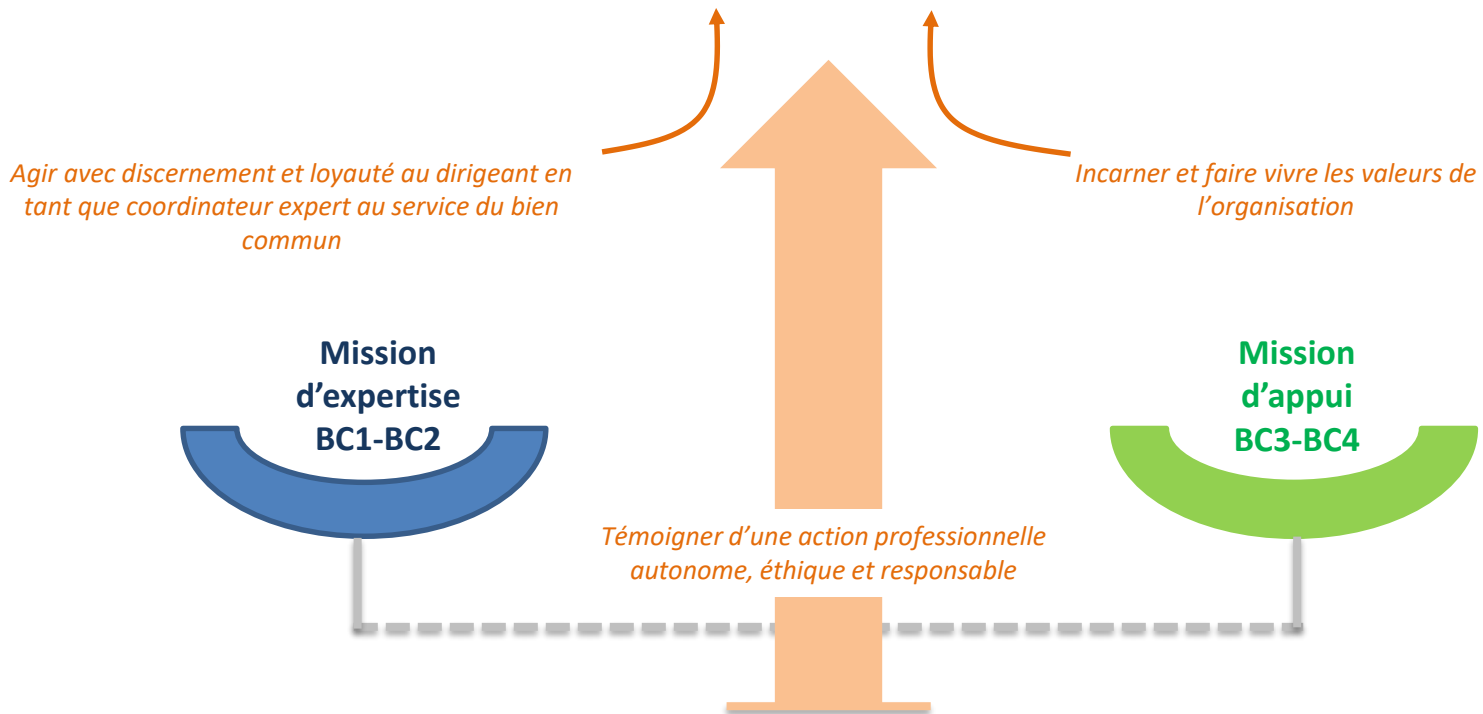 Agir avec discernement et loyauté au dirigeant en
tant que coordinateur expert au service du bien
commun
Incarner et faire vivre les valeurs de
l’organisation
Mission
d’expertise
BC1-BC2
Mission
d’appui
BC3-BC4
Témoigner d’une action professionnelle
autonome, éthique et responsable